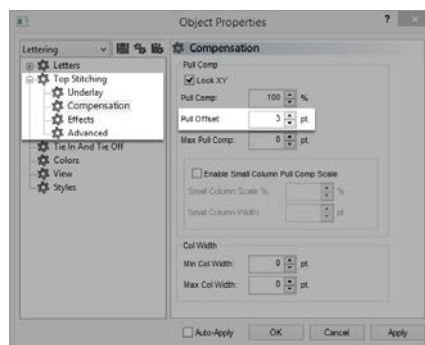 Object Properties
?
Lettering
Letters
Top Stitching
Underlay
Compensation
Effects
Advanced
Tie In And Tie Off
Colors
View
Styles
Compensation
Pull Comp
Lock XY
Pull Comp: 100 %
Pull Offset: 3 pt.
Max Pull Comp: 0 pt.
Enable Small Column Pull Comp Scale
Small Column Scale % %
Small Column Width pt
Col Width
Min Col Width: 0 pt.
Max Col Width: 0 pt.
Auto-Apply OK Cancel Apply